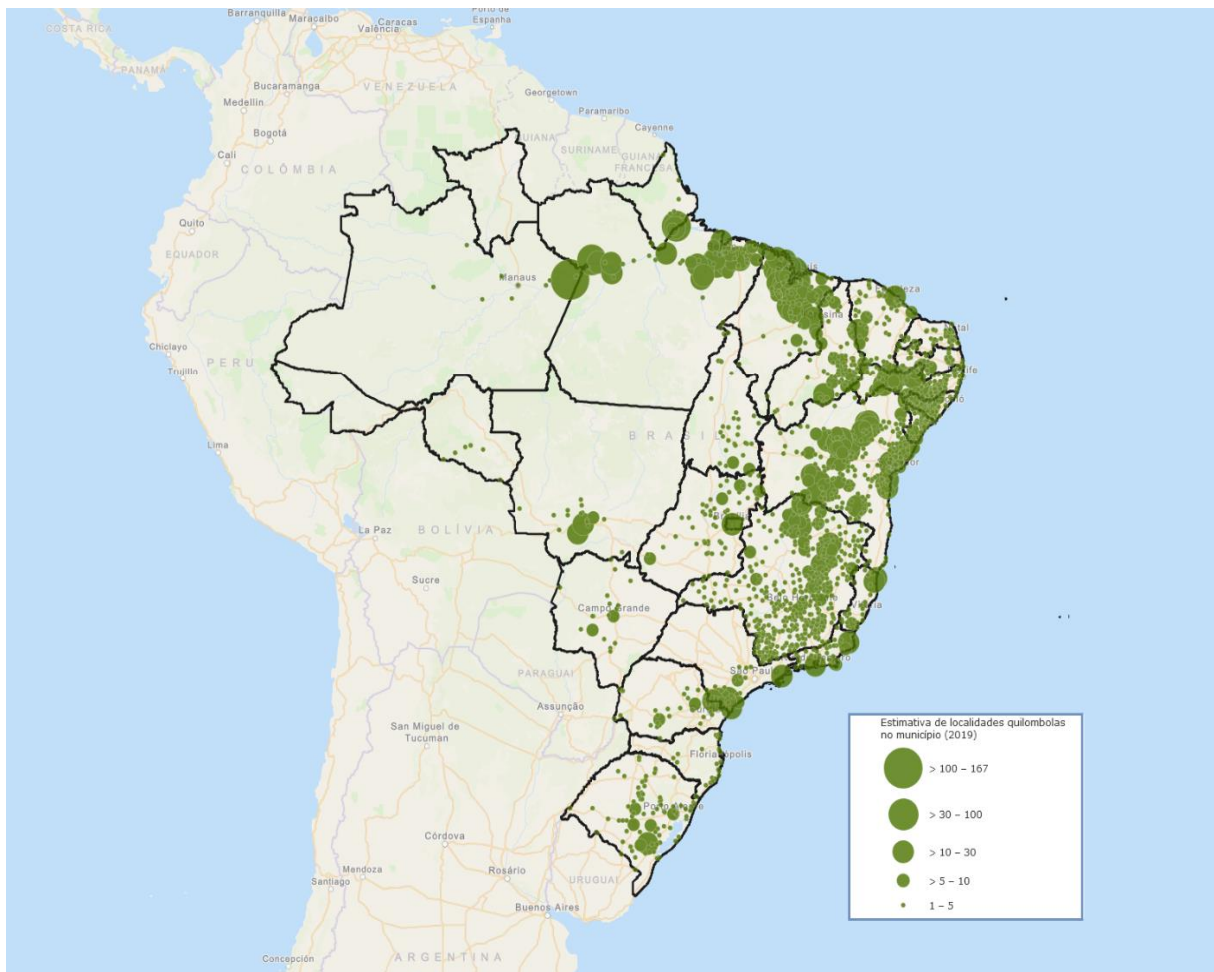 Barranquilla
Maracaibo
Caracas
Porto de
Espanha
COSTA RICA
València
PANAMÁ
Bucaramanga
VENEZUELA
Medellín
Georgetown
Paramaribo
Bogotá
Cayenne
GUIANA
SURINAME
GUIANA
FRANCESA
Cali
COLÔMBIA
Quito
EQUADOR
Manaus
Chiclayo
PERU
Trujillo
BRASIL
Lima
La Paz
BOLÍVIA
Sucre
Campo Grande
Vitória
São Paulo
PARAGUAI
Assunção
San Miguel de
Tucuman
Florianópolis
Porto Alegre
Córdova
Mendoza
Rosário
Santiago
URUGUAI
Buenos Aires
Concepción
ARGENTINA
Estimativa de localidades quilombolas
no município (2019)
> 100 – 167
> 30 – 100
> 10 – 30
> 5 – 10
1 – 5